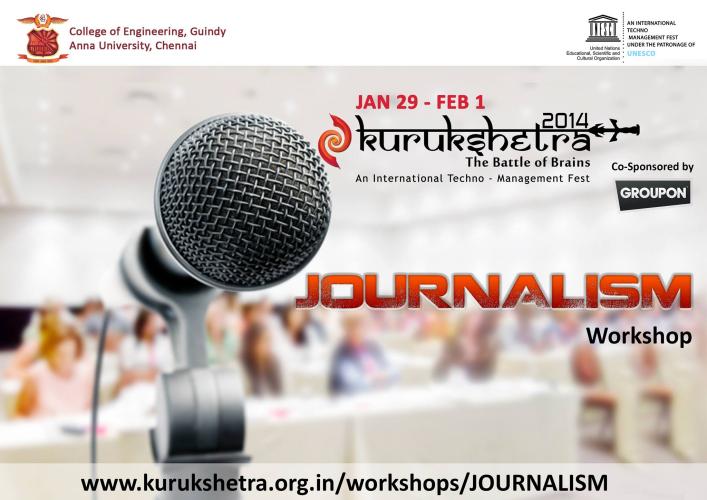 College of Engineering, Guindy
Anna University, Chennai
United Nations
Educational, Scientific and
Cultural Organization
AN INTERNATIONAL
TECHNO
MANAGEMENT FEST
UNDER THE PATRONAGE OF
UNESCO
JAN 29 - FEB 1
2014
kurukshetra
The Battle of Brains
An International Techno - Management Fest
Co-Sponsored by
GROUPON
JOURNALISM
Workshop
www.kurukshetra.org.in/workshops/JOURNALISM